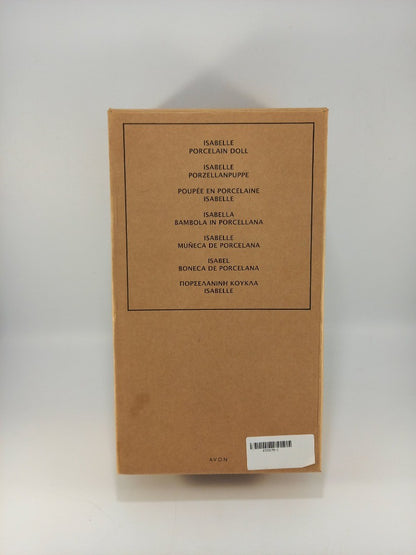 ISABELLE
PORCELAIN DOLL
ISABELLE
PORZELLANPUPPE
POUPÉE EN PORCELAINE
ISABELLE
ISABELLA
BAMBOLA IN PORCELLANA
ISABELLE
MUÑECA DE PORCELANA
ISABEL
BONECA DE PORCELANA
ΠΟΡΣΕΛΑΝΙΝΗ ΚΟΥΚΛΑ
ISABELLE
AVON